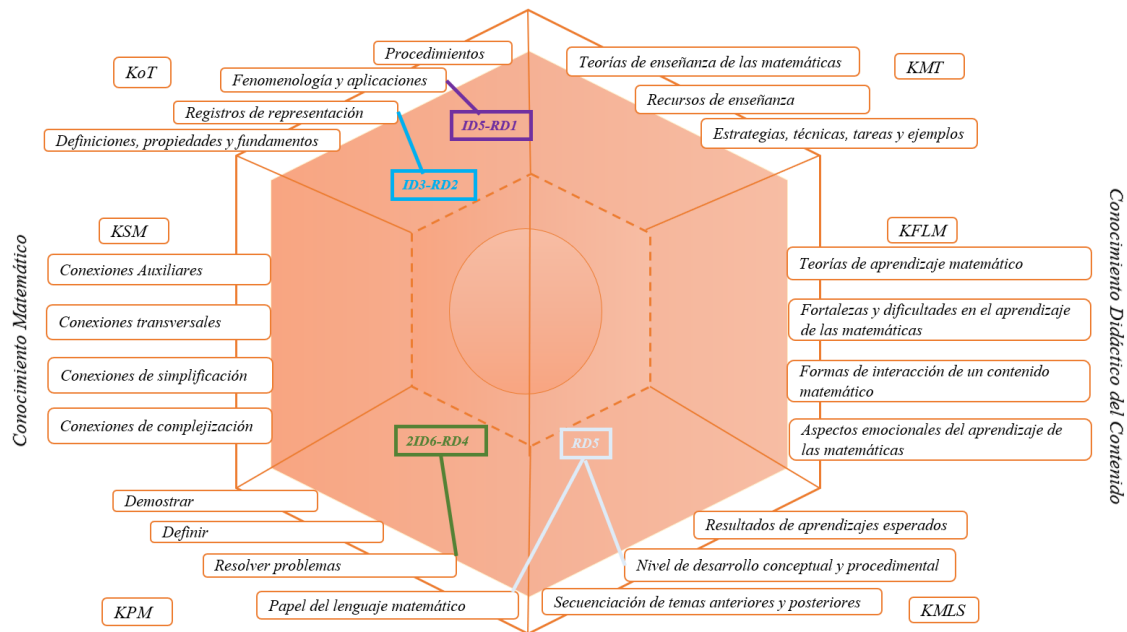 Procedimientos
KoT
Fenomenología y aplicaciones
Registros de representación
Definiciones, propiedades y fundamentos
ID5-RD1
ID3-RD2
Teorías de enseñanza de las matemáticas
KMT
Recursos de enseñanza
Estrategias, técnicas, tareas y ejemplos
Conocimiento Matemático
KSM
Conexiones Auxiliares
Conexiones transversales
Conexiones de simplificación
Conexiones de complejización
KFLM
Teorías de aprendizaje matemático
Fortalezas y dificultades en el aprendizaje
de las matemáticas
Formas de interacción de un contenido
matemático
Aspectos emocionales del aprendizaje de
las matemáticas
Conocimiento Didáctico del Contenido
2ID6-RD4
RD5
Demostrar
Definir
Resolver problemas
Papel del lenguaje matemático
KPM
Resultados de aprendizajes esperados
Nivel de desarrollo conceptual y procedimental
Secuenciación de temas anteriores y posteriores
KMLS